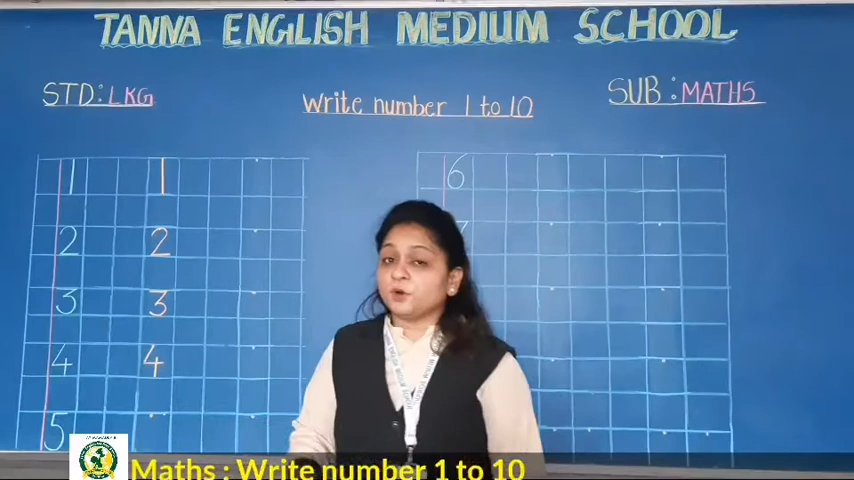 TANNA ENGLISH MEDIUM SCHOOL
STD: LKG
Write number 1 to 10
SUB: MATHS
1 1
2 2
3 3
4 4
5
6
Maths : Write number 1 to 10